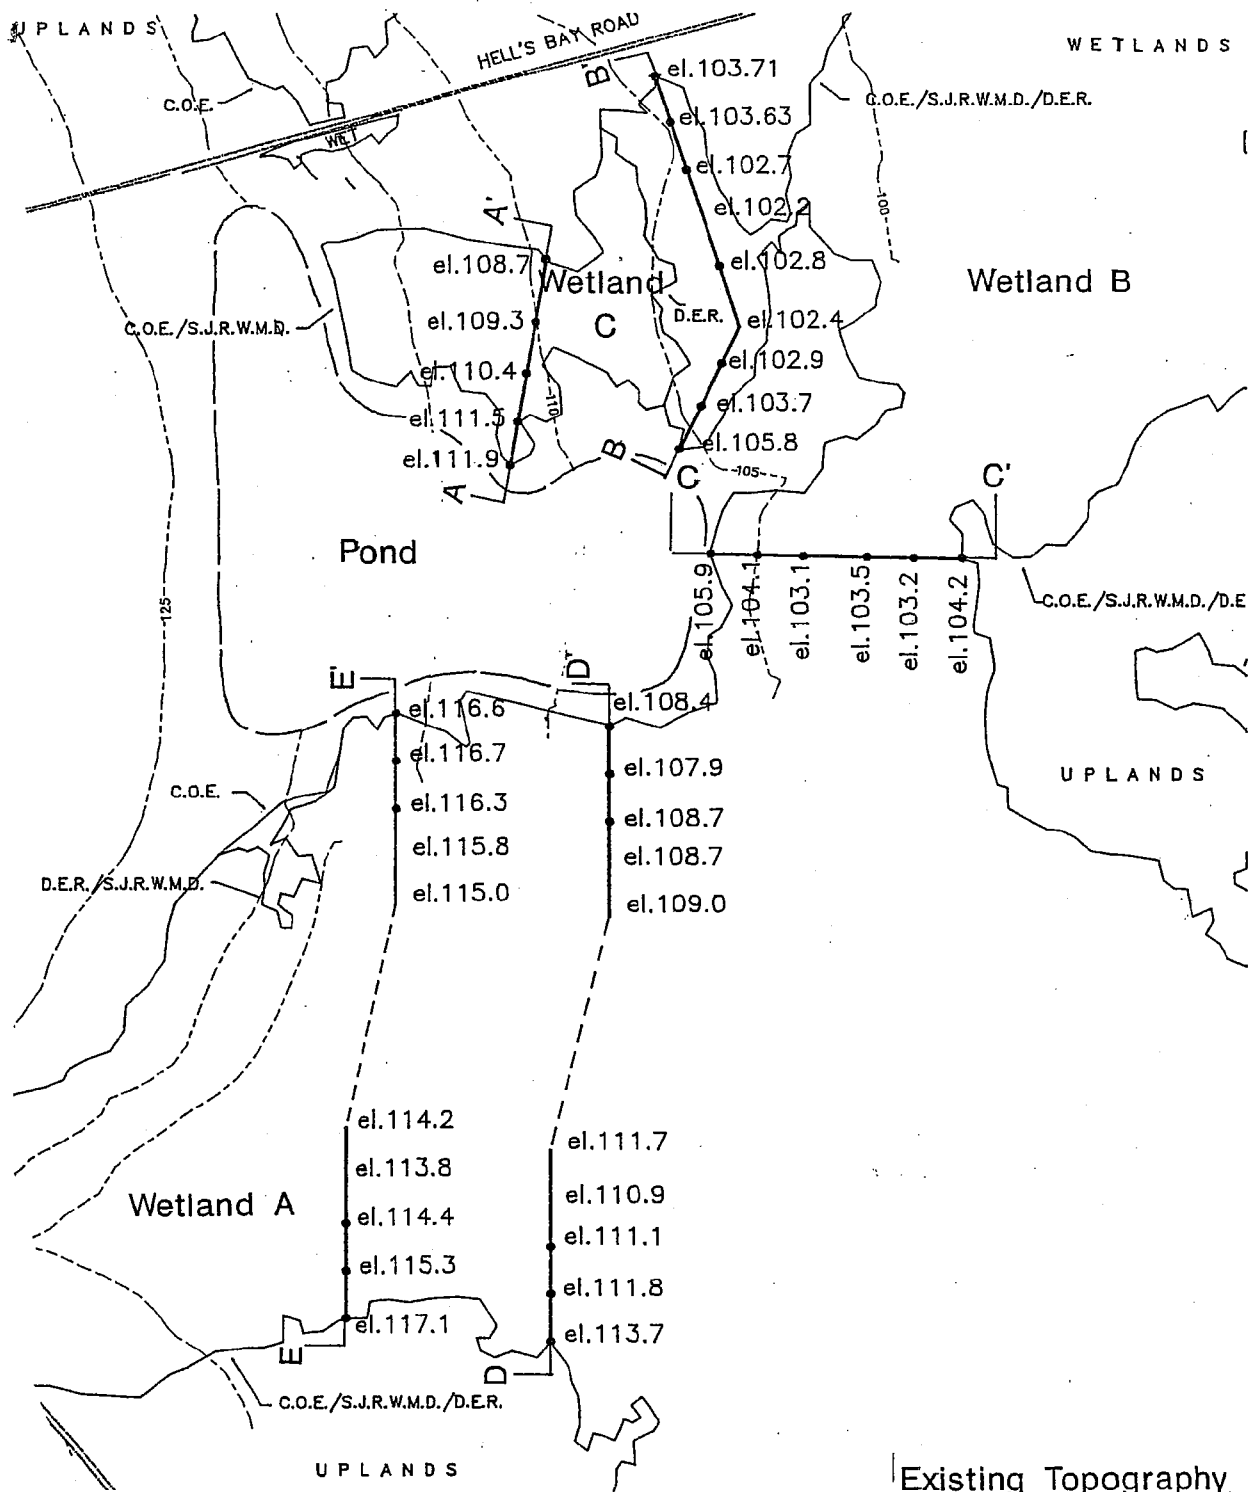 UPLANDS
HELL'S BAY ROAD
WETLANDS
C.O.E.
WET
B'
el.103.71
C.O.E./S.J.R.W.M.D./D.E.R.
el.103.63
el.102.7
el.102.2
-100-
A'
el.108.7
el.102.8
Wetland
C
Wetland B
D.E.R.
C.O.E./S.J.R.W.M.D.
el.109.3
el.102.4
el.110.4
el.102.9
-110-
el.103.7
el.111.5
el.105.8
el.111.9
B
-105-
A
C
C'
Pond
el.105.9
el.104.1
el.103.1
el.103.5
el.103.2
el.104.2
-125-
C.O.E./S.J.R.W.M.D./D.E
E'
D'
el.116.6
el.108.4
el.116.7
el.107.9
UPLANDS
C.O.E.
el.116.3
el.108.7
el.115.8
el.108.7
D.E.R./S.J.R.W.M.D.
el.115.0
el.109.0
el.114.2
el.111.7
el.113.8
el.110.9
Wetland A
el.114.4
el.111.1
el.115.3
el.111.8
el.117.1
el.113.7
E
D
C.O.E./S.J.R.W.M.D./D.E.R.
UPLANDS
Existing Topography